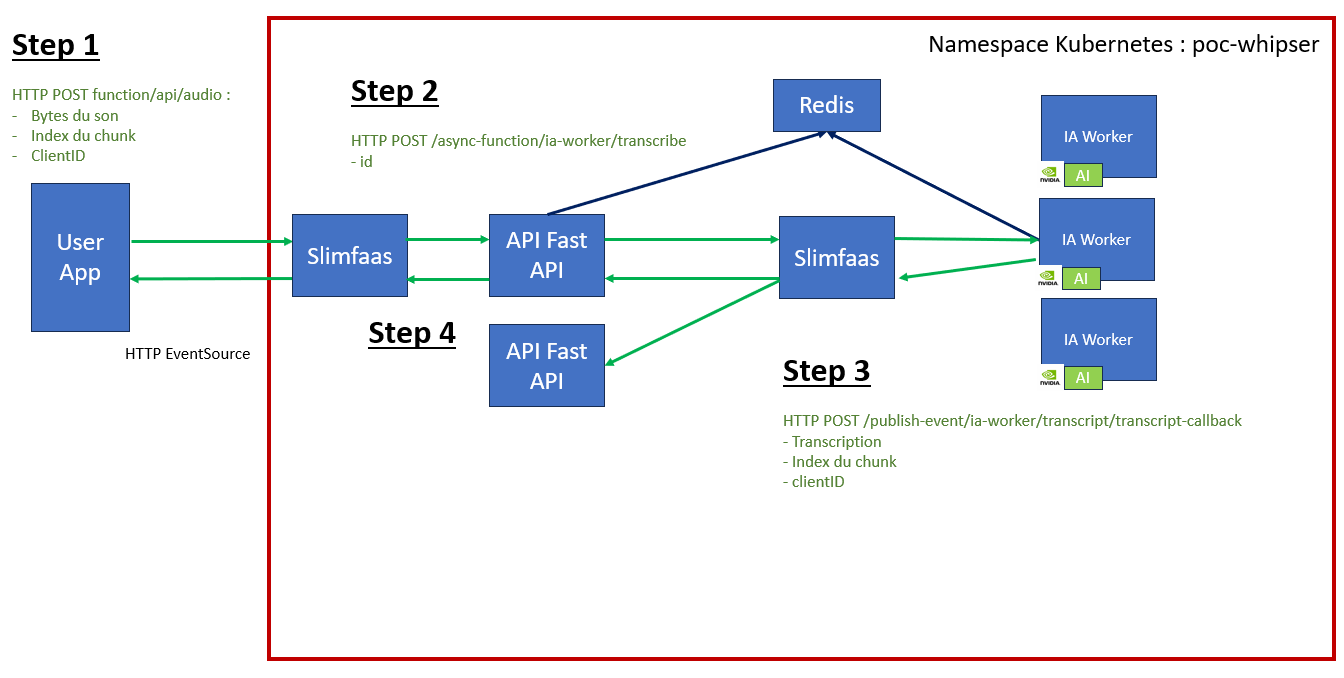 Step 1
HTTP POST function/api/audio :
- Bytes du son
- Index du chunk
- ClientID
User
App
HTTP EventSource
Namespace Kubernetes : poc-whipser
Step 2
HTTP POST /async-function/ia-worker/transcribe
- id
Redis
Slimfaas
API Fast
API
Slimfaas
IA Worker
NVIDIA
AI
IA Worker
NVIDIA
AI
IA Worker
NVIDIA
AI
Step 4
API Fast
API
Step 3
HTTP POST /publish-event/ia-worker/transcript/transcript-callback
- Transcription
- Index du chunk
- clientID